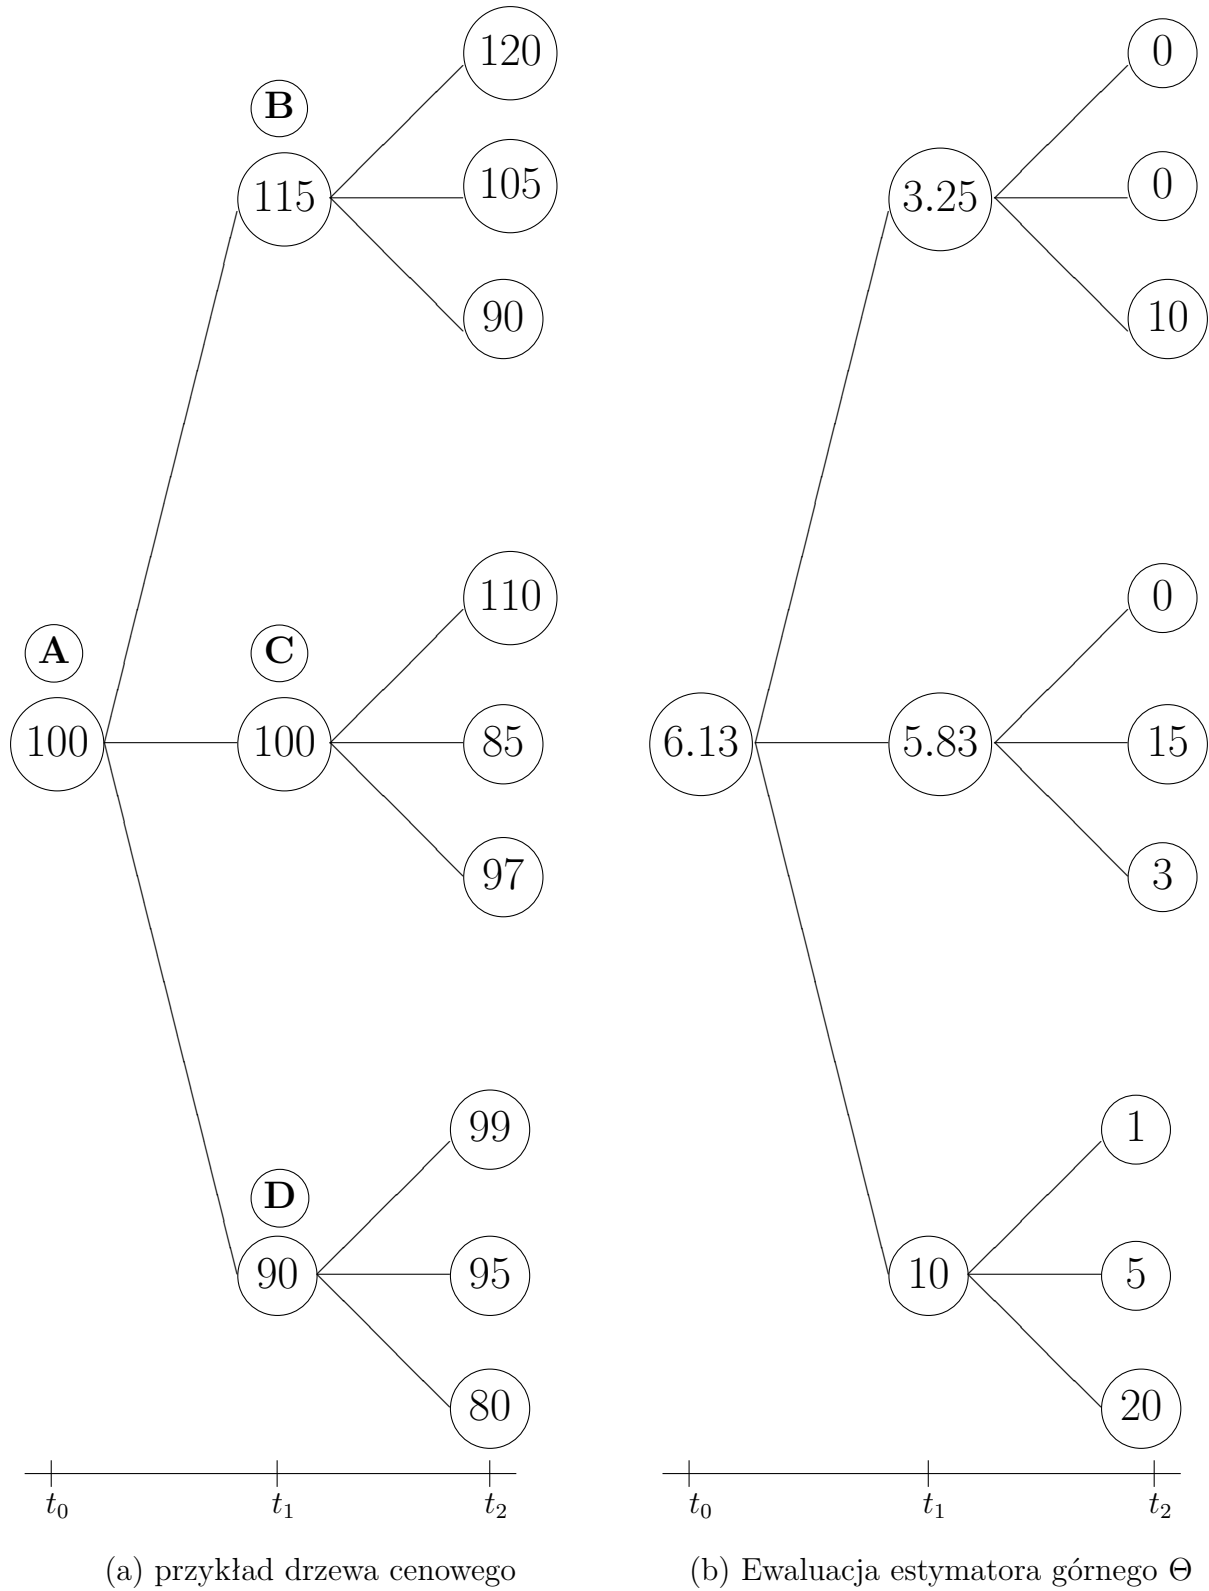 120
B
115
105
90
110
A
C
100
100
85
97
99
D
90
95
80
t0
t1
t2
(a) przykład drzewa cenowego
0
3.25
0
10
0
6.13
5.83
15
3
1
10
5
20
t0
t1
t2
(b) Ewaluacja estymatora górnego Θ